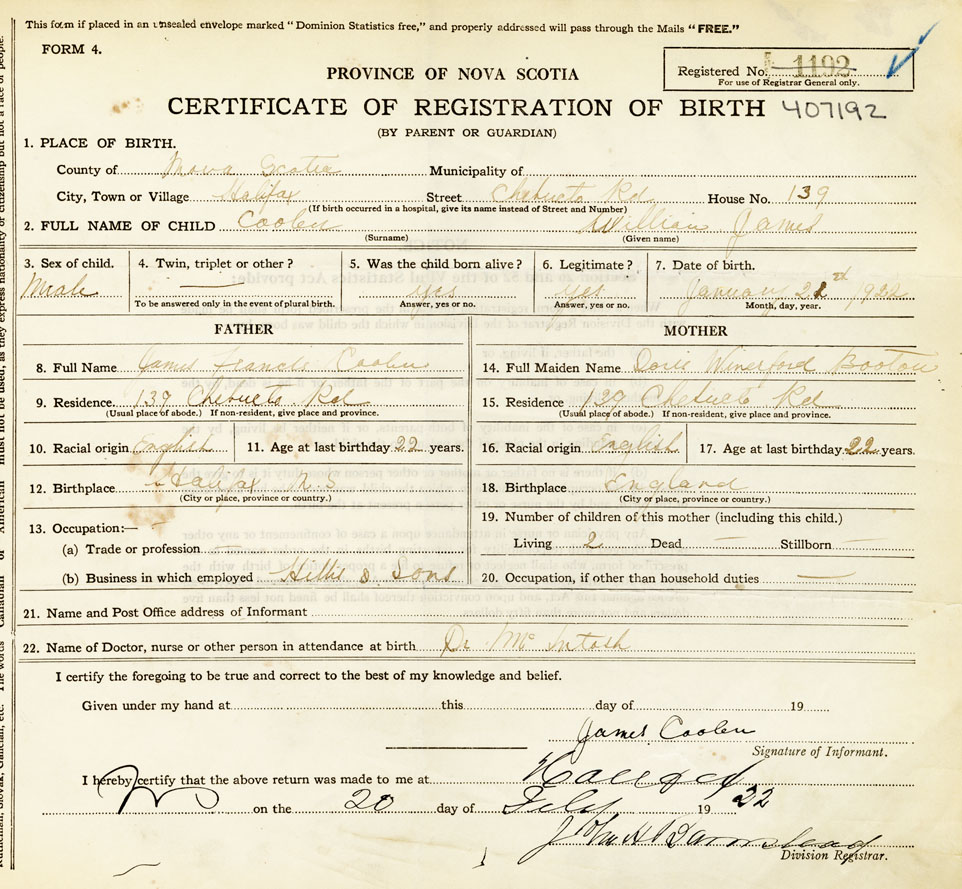 This form if placed in an unsealed envelope marked "Dominion Statistics free," and properly addressed will pass through the Mails "FREE."
FORM 4.
PROVINCE OF NOVA SCOTIA
Registered No. 1192
For use of Registrar General only.
CERTIFICATE OF REGISTRATION OF BIRTH 407192
(BY PARENT OR GUARDIAN)
1. PLACE OF BIRTH.
County of Nova Scotia Municipality of
City, Town or Village Halifax Street Chebucto Rd House No. 139
(If birth occurred in a hospital, give its name instead of Street and Number)
2. FULL NAME OF CHILD Coolen William James
(Surname) (Given name)
3. Sex of child. 4. Twin, triplet or other? 5. Was the child born alive? 6. Legitimate? 7. Date of birth.
Male — yes yes January 1922
To be answered only in the event of plural birth. Answer, yes or no. Answer, yes or no. Month, day, year.
FATHER MOTHER
8. Full Name James Francis Coolen 14. Full Maiden Name Doris Winerford Booton
9. Residence. 139 Chebucto Rd 15. Residence 139 Chebucto Rd
(Usual place of abode.) If non-resident, give place and province. (Usual place of abode.) If non-resident, give place and province.
10. Racial origin English 11. Age at last birthday 22 years. 16. Racial origin English 17. Age at last birthday 22 years.
12. Birthplace Halifax N.S 18. Birthplace England
(City or place, province or country.) (City or place, province or country.)
13. Occupation:— 19. Number of children of this mother (including this child.)
(a) Trade or profession — Living 2 Dead — Stillborn —
(b) Business in which employed Hillis & Sons 20. Occupation, if other than household duties —
21. Name and Post Office address of Informant
22. Name of Doctor, nurse or other person in attendance at birth Dr. McIntosh
I certify the foregoing to be true and correct to the best of my knowledge and belief.
Given under my hand at this day of 19
James Coolen
Signature of Informant.
I hereby certify that the above return was made to me at Halifax
on the 20 day of 19 22
John H
Division Registrar.